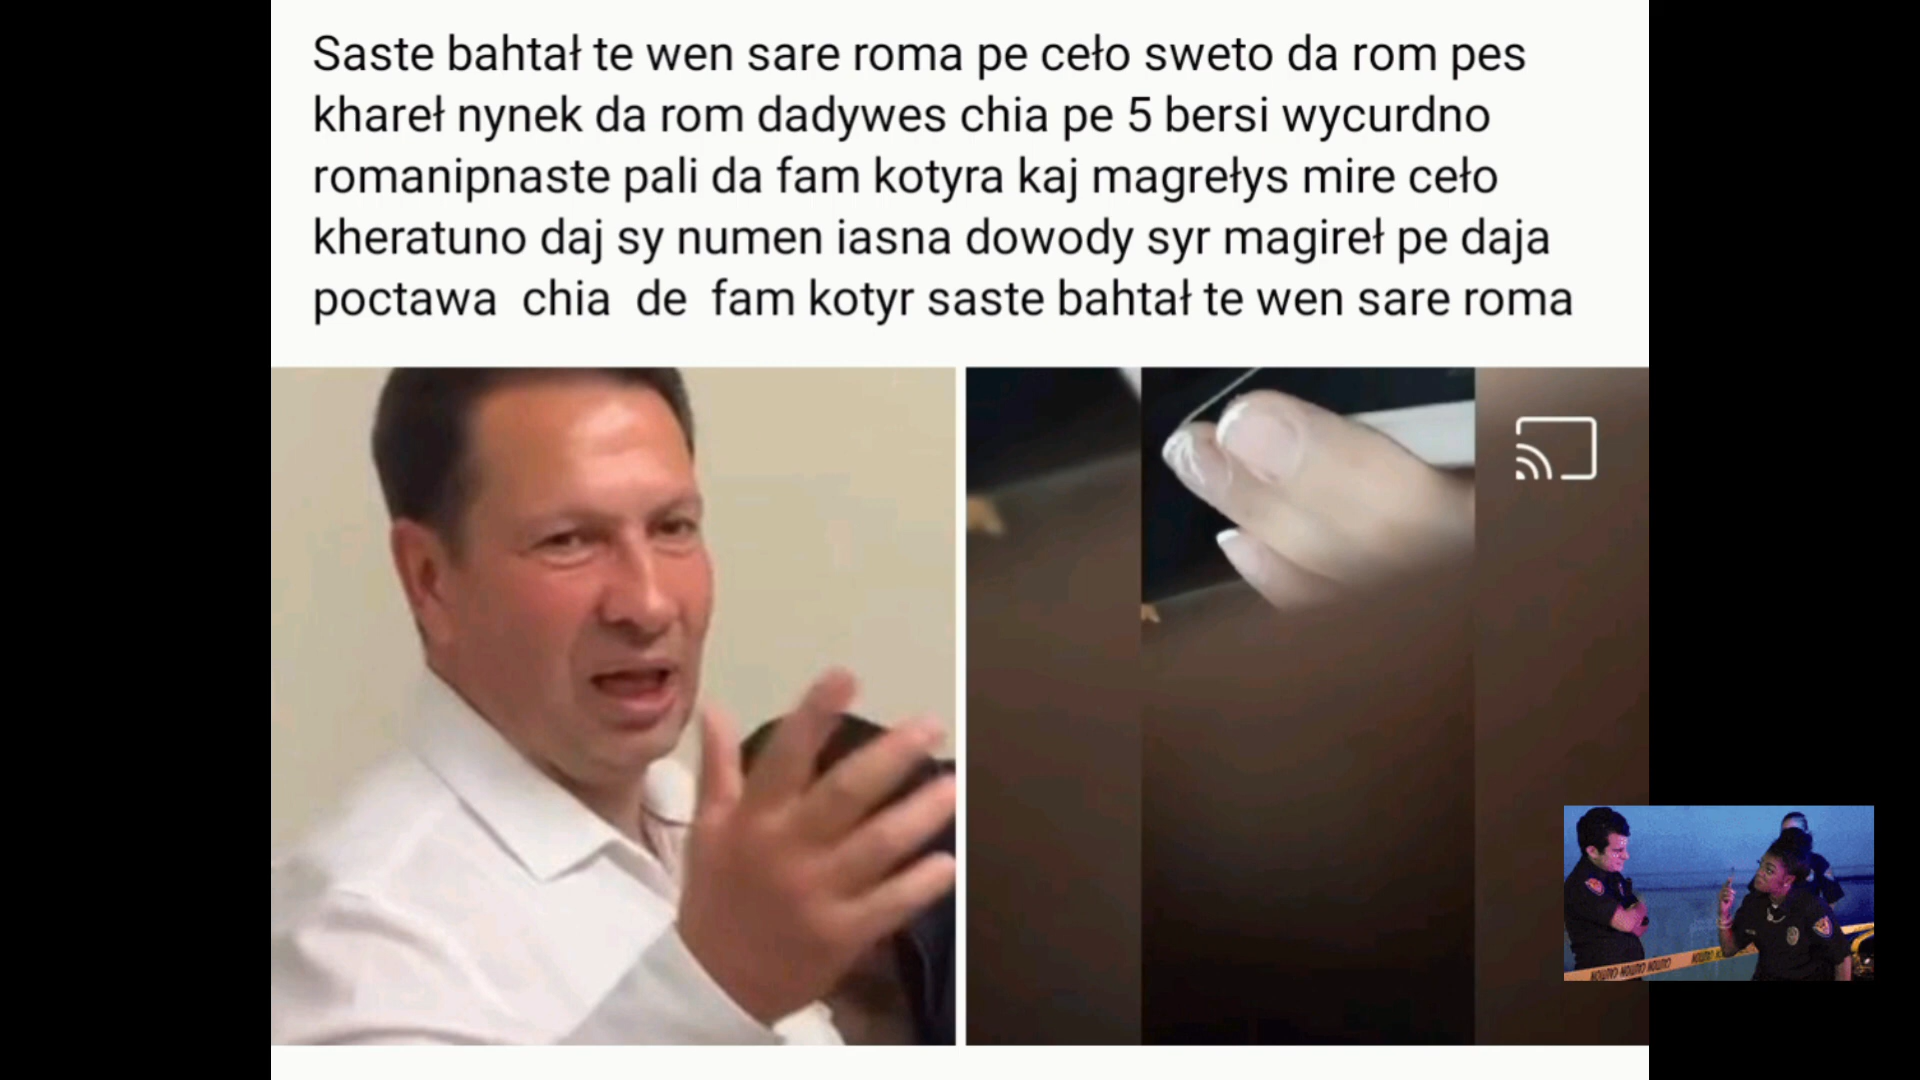 Saste bahtał te wen sare roma pe ceło sweto da rom pes
khareł nynek da rom dadywes chia pe 5 bersi wycurdno
romanipnaste pali da fam kotyra kaj magrełys mire ceło
kheratuno daj sy numen iasna dowody syr magireł pe daja
poctawa chia de fam kotyr saste bahtał te wen sare roma